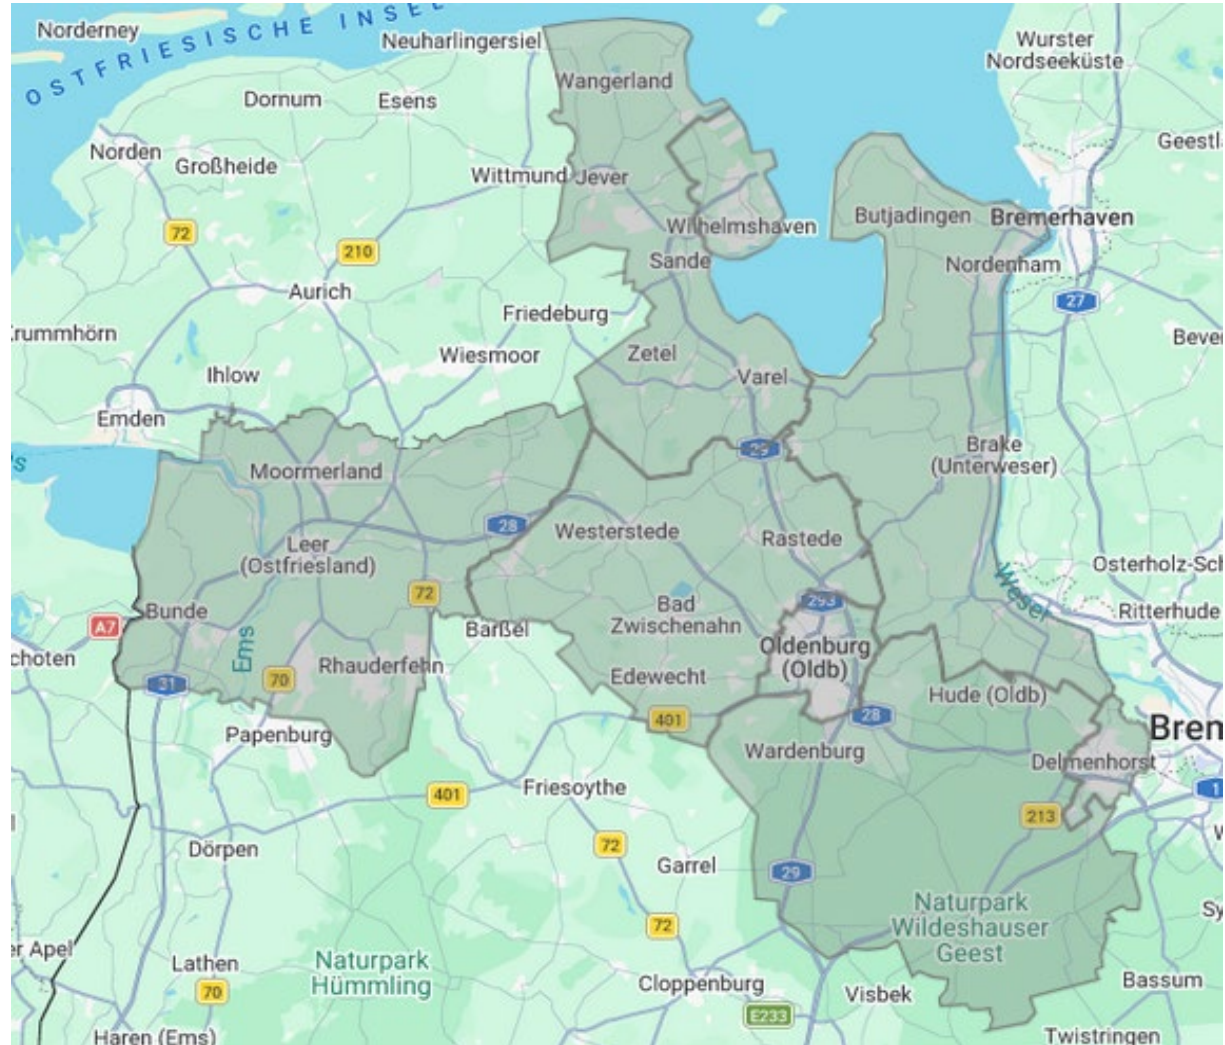 Norderney
OSTFRIESISCHE INSEL
Neuharlingersiel
Wurster
Nordseeküste
Wangerland
Dornum
Esens
Norden
Großheide
Geestl
Wittmund
Jever
72
210
Wilhelmshaven
Butjadingen
Bremerhaven
Sande
Nordenham
Aurich
27
Friedeburg
Krummhörn
Wiesmoor
Zetel
Bever
Ihlow
Varel
Emden
29
Brake
(Unterweser)
Moormerland
28
Westerstede
Rastede
Leer
(Ostfriesland)
Osterholz-Sch
72
293
Weser
Bunde
Bad
Zwischenahn
Ritterhude
A7
Barßel
Oldenburg
(Oldb)
choten
Ems
Rhauderfehn
Edewecht
31
70
Hude (Oldb)
401
28
Papenburg
Wardenburg
Bren
Delmenhorst
401
Friesoythe
1
213
Dörpen
72
Garrel
29
Naturpark
Wildeshauser
Geest
72
Sy
er Apel
Lathen
Naturpark
Hümmling
70
Cloppenburg
Visbek
Bassum
E233
Haren (Ems)
Twistringen